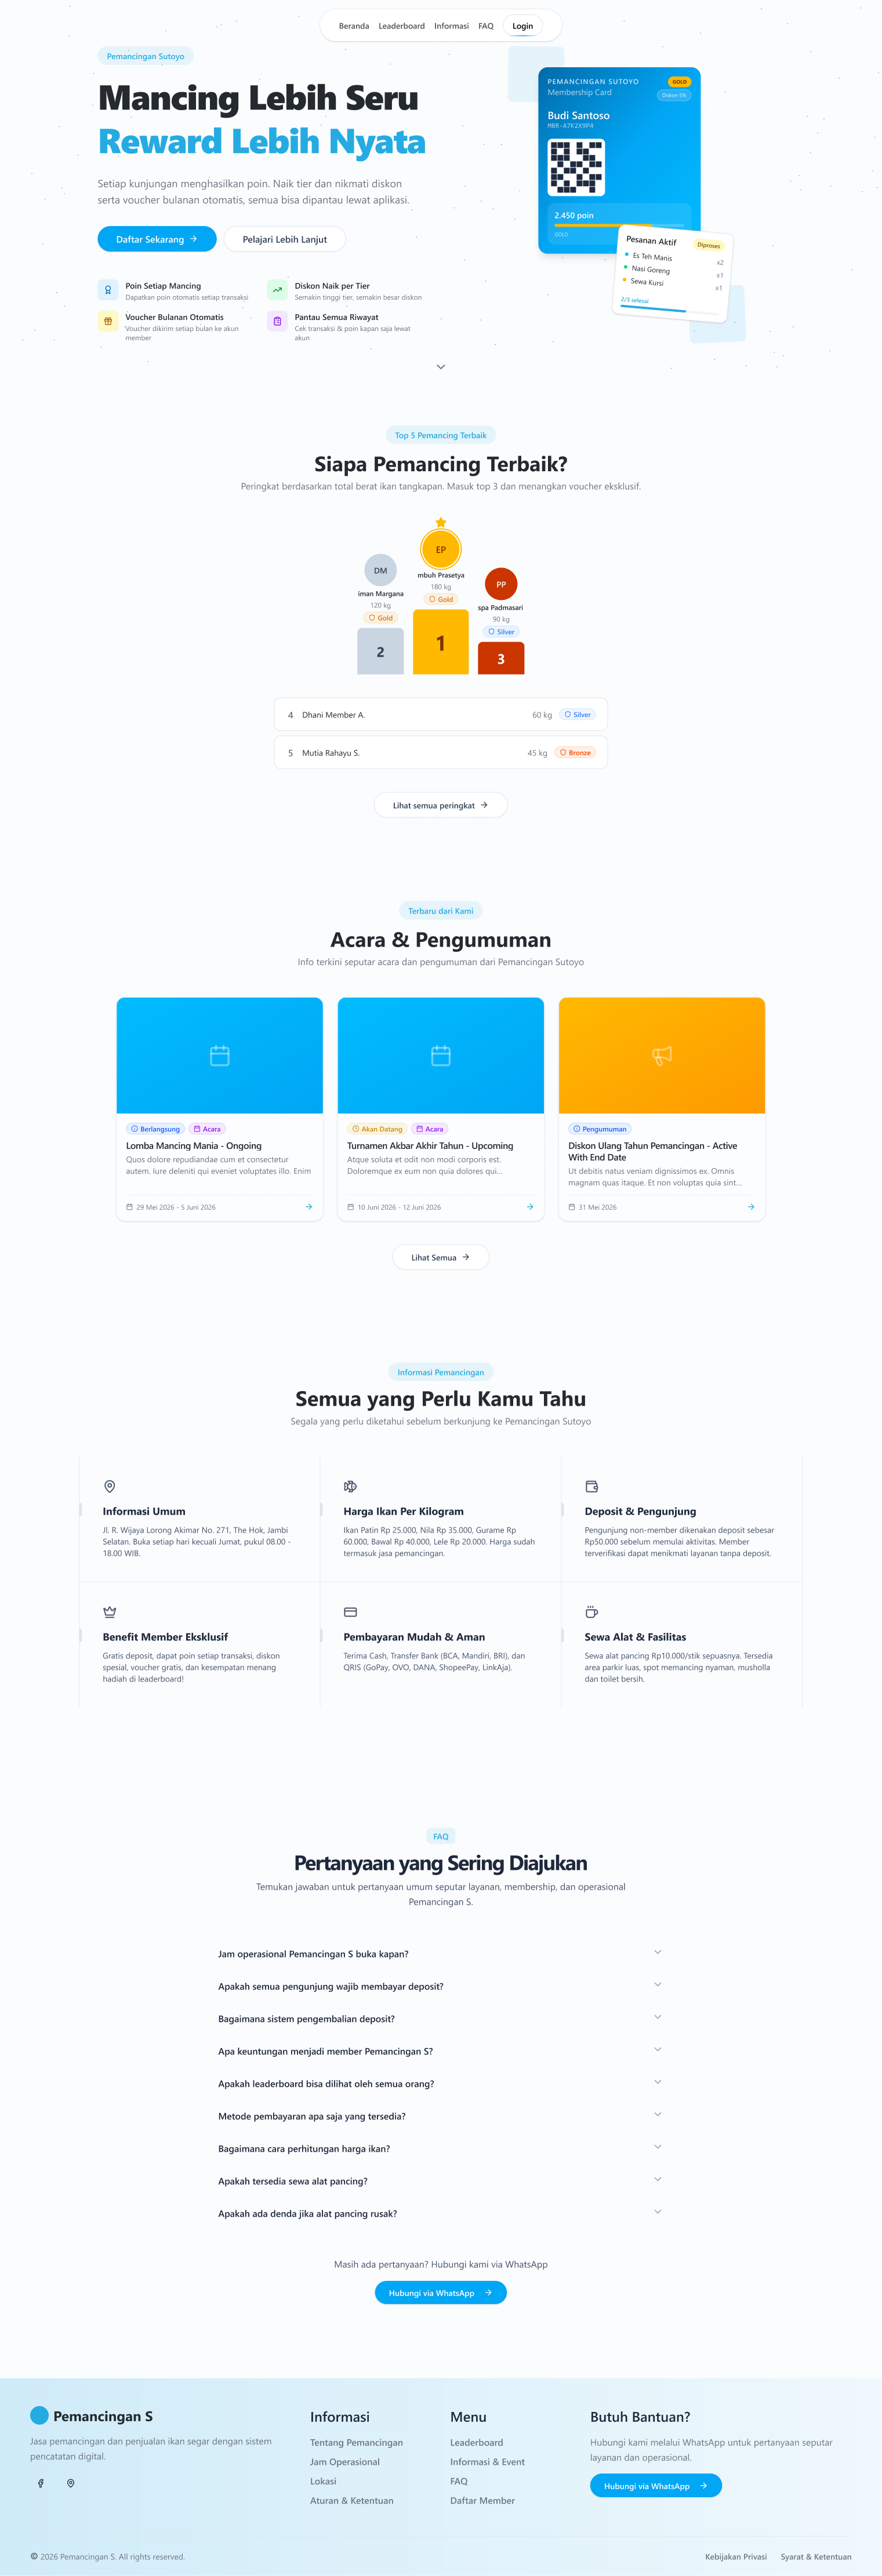 Beranda Leaderboard Informasi FAQ Login
Pemancingan Sutoyo
Mancing Lebih Seru
Reward Lebih Nyata
Setiap kunjungan menghasilkan poin. Naik tier dan nikmati diskon
serta voucher bulanan otomatis, semua bisa dipantau lewat aplikasi.
Daftar Sekarang
Pelajari Lebih Lanjut
Poin Setiap Mancing
Dapatkan poin otomatis setiap transaksi
Diskon Naik per Tier
Semakin tinggi tier, semakin besar diskon
Voucher Bulanan Otomatis
Voucher dikirim setiap bulan ke akun
member
Pantau Semua Riwayat
Cek transaksi & poin kapan saja lewat
akun
PEMANCINGAN SUTOYO
GOLD
Membership Card
Diskon 5%
Budi Santoso
MBR-A7K2X9P4
2.450 poin
GOLD
Pesanan Aktif
Diproses
Es Teh Manis x2
Nasi Goreng x1
Sewa Kursi x1
2/3 selesai
Top 5 Pemancing Terbaik
Siapa Pemancing Terbaik?
Peringkat berdasarkan total berat ikan tangkapan. Masuk top 3 dan menangkan voucher eksklusif.
DM
iman Margana
120 kg
Gold
2
EP
mbuh Prasetya
180 kg
Gold
1
PP
spa Padmasari
90 kg
Silver
3
4 Dhani Member A. 60 kg Silver
5 Mutia Rahayu S. 45 kg Bronze
Lihat semua peringkat
Terbaru dari Kami
Acara & Pengumuman
Info terkini seputar acara dan pengumuman dari Pemancingan Sutoyo
Berlangsung Acara
Lomba Mancing Mania - Ongoing
Quos dolore repudiandae cum et consectetur
autem. Iure deleniti qui eveniet voluptates illo. Enim
29 Mei 2026 - 5 Juni 2026
Akan Datang Acara
Turnamen Akbar Akhir Tahun - Upcoming
Atque soluta et odit non modi corporis est.
Doloremque ex eum non quia dolores qui...
10 Juni 2026 - 12 Juni 2026
Pengumuman
Diskon Ulang Tahun Pemancingan - Active
With End Date
Ut debitis natus veniam dignissimos ex. Omnis
magnam quas itaque. Et non voluptas quia sint...
31 Mei 2026
Lihat Semua
Informasi Pemancingan
Semua yang Perlu Kamu Tahu
Segala yang perlu diketahui sebelum berkunjung ke Pemancingan Sutoyo
Informasi Umum
Jl. R. Wijaya Lorong Akimar No. 271, The Hok, Jambi
Selatan. Buka setiap hari kecuali Jumat, pukul 08.00 -
18.00 WIB.
Harga Ikan Per Kilogram
Ikan Patin Rp 25.000, Nila Rp 35.000, Gurame Rp
60.000, Bawal Rp 40.000, Lele Rp 20.000. Harga sudah
termasuk jasa pemancing.
Deposit & Pengunjung
Pengunjung non-member dikenakan deposit sebesar
Rp50.000 sebelum memulai aktivitas. Member
terverifikasi dapat menikmati layanan tanpa deposit.
Benefit Member Eksklusif
Gratis deposit, dapat poin setiap transaksi, diskon
spesial, voucher gratis, dan kesempatan menang
hadiah di leaderboard!
Pembayaran Mudah & Aman
Terima Cash, Transfer Bank (BCA, Mandiri, BRI), dan
QRIS (GoPay, OVO, DANA, ShopeePay, LinkAja).
Sewa Alat & Fasilitas
Sewa alat pancing Rp10.000/stik sepuasnya. Tersedia
area parkir luas, spot memancing nyaman, musholla
dan toilet bersih.
FAQ
Pertanyaan yang Sering Diajukan
Temukan jawaban untuk pertanyaan umum seputar layanan, membership, dan operasional
Pemancingan S.
Jam operasional Pemancingan S buka kapan?
Apakah semua pengunjung wajib membayar deposit?
Bagaimana sistem pengembalian deposit?
Apa keuntungan menjadi member Pemancingan S?
Apakah leaderboard bisa dilihat oleh semua orang?
Metode pembayaran apa saja yang tersedia?
Bagaimana cara perhitungan harga ikan?
Apakah tersedia sewa alat pancing?
Apakah ada denda jika alat pancing rusak?
Masih ada pertanyaan? Hubungi kami via WhatsApp
Hubungi via WhatsApp
Pemancingan S
Jasa pemancingan dan penjualan ikan segar dengan sistem
pencatatan digital.
Informasi
Tentang Pemancingan
Jam Operasional
Lokasi
Aturan & Ketentuan
Menu
Leaderboard
Informasi & Event
FAQ
Daftar Member
Butuh Bantuan?
Hubungi kami melalui WhatsApp untuk pertanyaan seputar
layanan dan operasional.
Hubungi via WhatsApp
© 2026 Pemancingan S. All rights reserved.
Kebijakan Privasi Syarat & Ketentuan